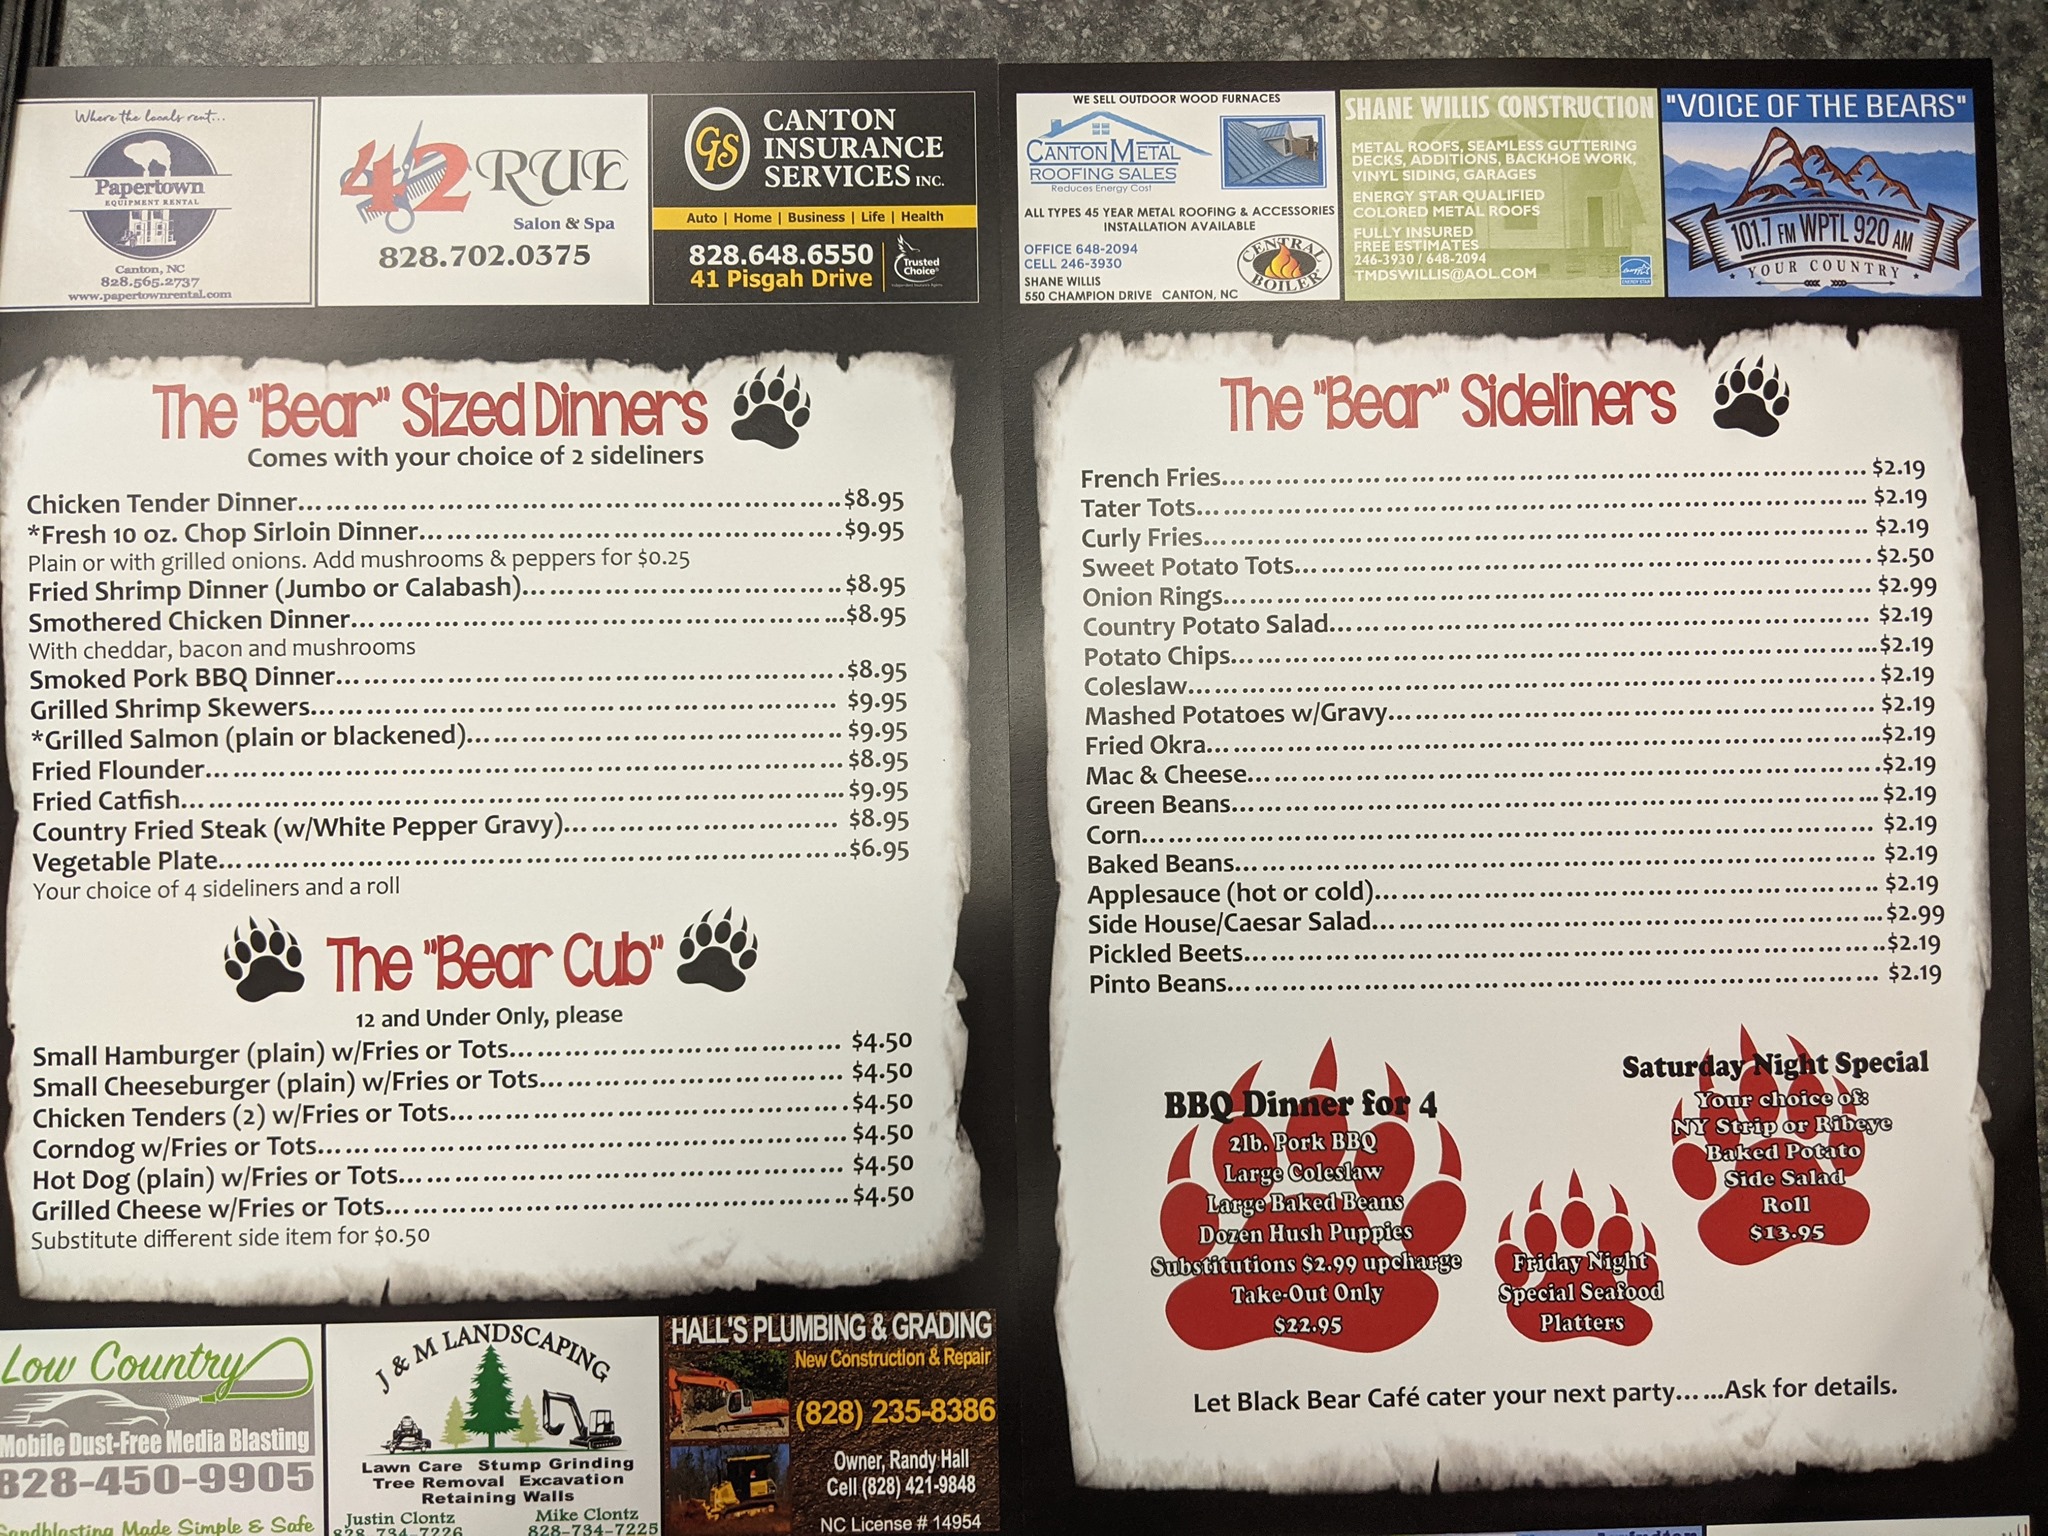 Where the locals rent...
Papertown
EQUIPMENT RENTAL
Canton, NC
828.565.2737
www.papertownrental.com
42 RUE
Salon & Spa
828.702.0375
GS
CANTON
INSURANCE
SERVICES INC.
Auto | Home | Business | Life | Health
828.648.6550
41 Pisgah Drive
Trusted
Choice
WE SELL OUTDOOR WOOD FURNACES
CANTON METAL
ROOFING SALES
Reduces Energy Cost
ALL TYPES 45 YEAR METAL ROOFING & ACCESSORIES
INSTALLATION AVAILABLE
OFFICE 648-2094
CELL 246-3930
SHANE WILLIS
550 CHAMPION DRIVE CANTON, NC
CENTRAL
BOILER
SHANE WILLIS CONSTRUCTION
METAL ROOFS, SEAMLESS GUTTERING
DECKS, ADDITIONS, BACKHOE WORK,
VINYL SIDING, GARAGES
ENERGY STAR QUALIFIED
COLORED METAL ROOFS
FULLY INSURED
FREE ESTIMATES
246-3930 / 648-2094
TMDSWILLIS@AOL.COM
ENERGY STAR
"VOICE OF THE BEARS"
101.7 FM WPTL 920 AM
YOUR COUNTRY
The "Bear" Sized Dinners
Comes with your choice of 2 sideliners
Chicken Tender Dinner.....$8.95
*Fresh 10 oz. Chop Sirloin Dinner.....$9.95
Plain or with grilled onions. Add mushrooms & peppers for $0.25
Fried Shrimp Dinner (Jumbo or Calabash).....$8.95
Smothered Chicken Dinner.....$8.95
With cheddar, bacon and mushrooms
Smoked Pork BBQ Dinner.....$8.95
Grilled Shrimp Skewers..... $9.95
*Grilled Salmon (plain or blackened).....$9.95
Fried Flounder.....$8.95
Fried Catfish.....$9.95
Country Fried Steak (w/White Pepper Gravy)..... $8.95
Vegetable Plate.....$6.95
Your choice of 4 sideliners and a roll
The "Bear Cub"
12 and Under Only, please
Small Hamburger (plain) w/Fries or Tots..... $4.50
Small Cheeseburger (plain) w/Fries or Tots..... $4.50
Chicken Tenders (2) w/Fries or Tots.....$4.50
Corndog w/Fries or Tots..... $4.50
Hot Dog (plain) w/Fries or Tots..... $4.50
Grilled Cheese w/Fries or Tots.....$4.50
Substitute different side item for $0.50
The "Bear" Sideliners
French Fries..... $2.19
Tater Tots..... $2.19
Curly Fries..... $2.19
Sweet Potato Tots.....$2.50
Onion Rings..... $2.99
Country Potato Salad..... $2.19
Potato Chips.....$2.19
Coleslaw.....$2.19
Mashed Potatoes w/Gravy..... $2.19
Fried Okra.....$2.19
Mac & Cheese.....$2.19
Green Beans.....$2.19
Corn..... $2.19
Baked Beans..... $2.19
Applesauce (hot or cold)..... $2.19
Side House/Caesar Salad.....$2.99
Pickled Beets.....$2.19
Pinto Beans..... $2.19
BBQ Dinner for 4
2lb. Pork BBQ
Large Coleslaw
Large Baked Beans
Dozen Hush Puppies
Substitutions $2.99 upcharge
Take-Out Only
$22.95
Friday Night
Special Seafood
Platters
Saturday Night Special
Your choice of:
NY Strip or Ribeye
Baked Potato
Side Salad
Roll
$13.95
Let Black Bear Café cater your next party... ...Ask for details.
Low Country
Mobile Dust-Free Media Blasting
828-450-9905
Sandblasting Made Simple & Safe
J & M LANDSCAPING
Lawn Care Stump Grinding
Tree Removal Excavation
Retaining Walls
Justin Clontz Mike Clontz
828-734-7226 828-734-7225
HALL'S PLUMBING & GRADING
New Construction & Repair
(828) 235-8386
Owner, Randy Hall
Cell (828) 421-9848
NC License # 14954